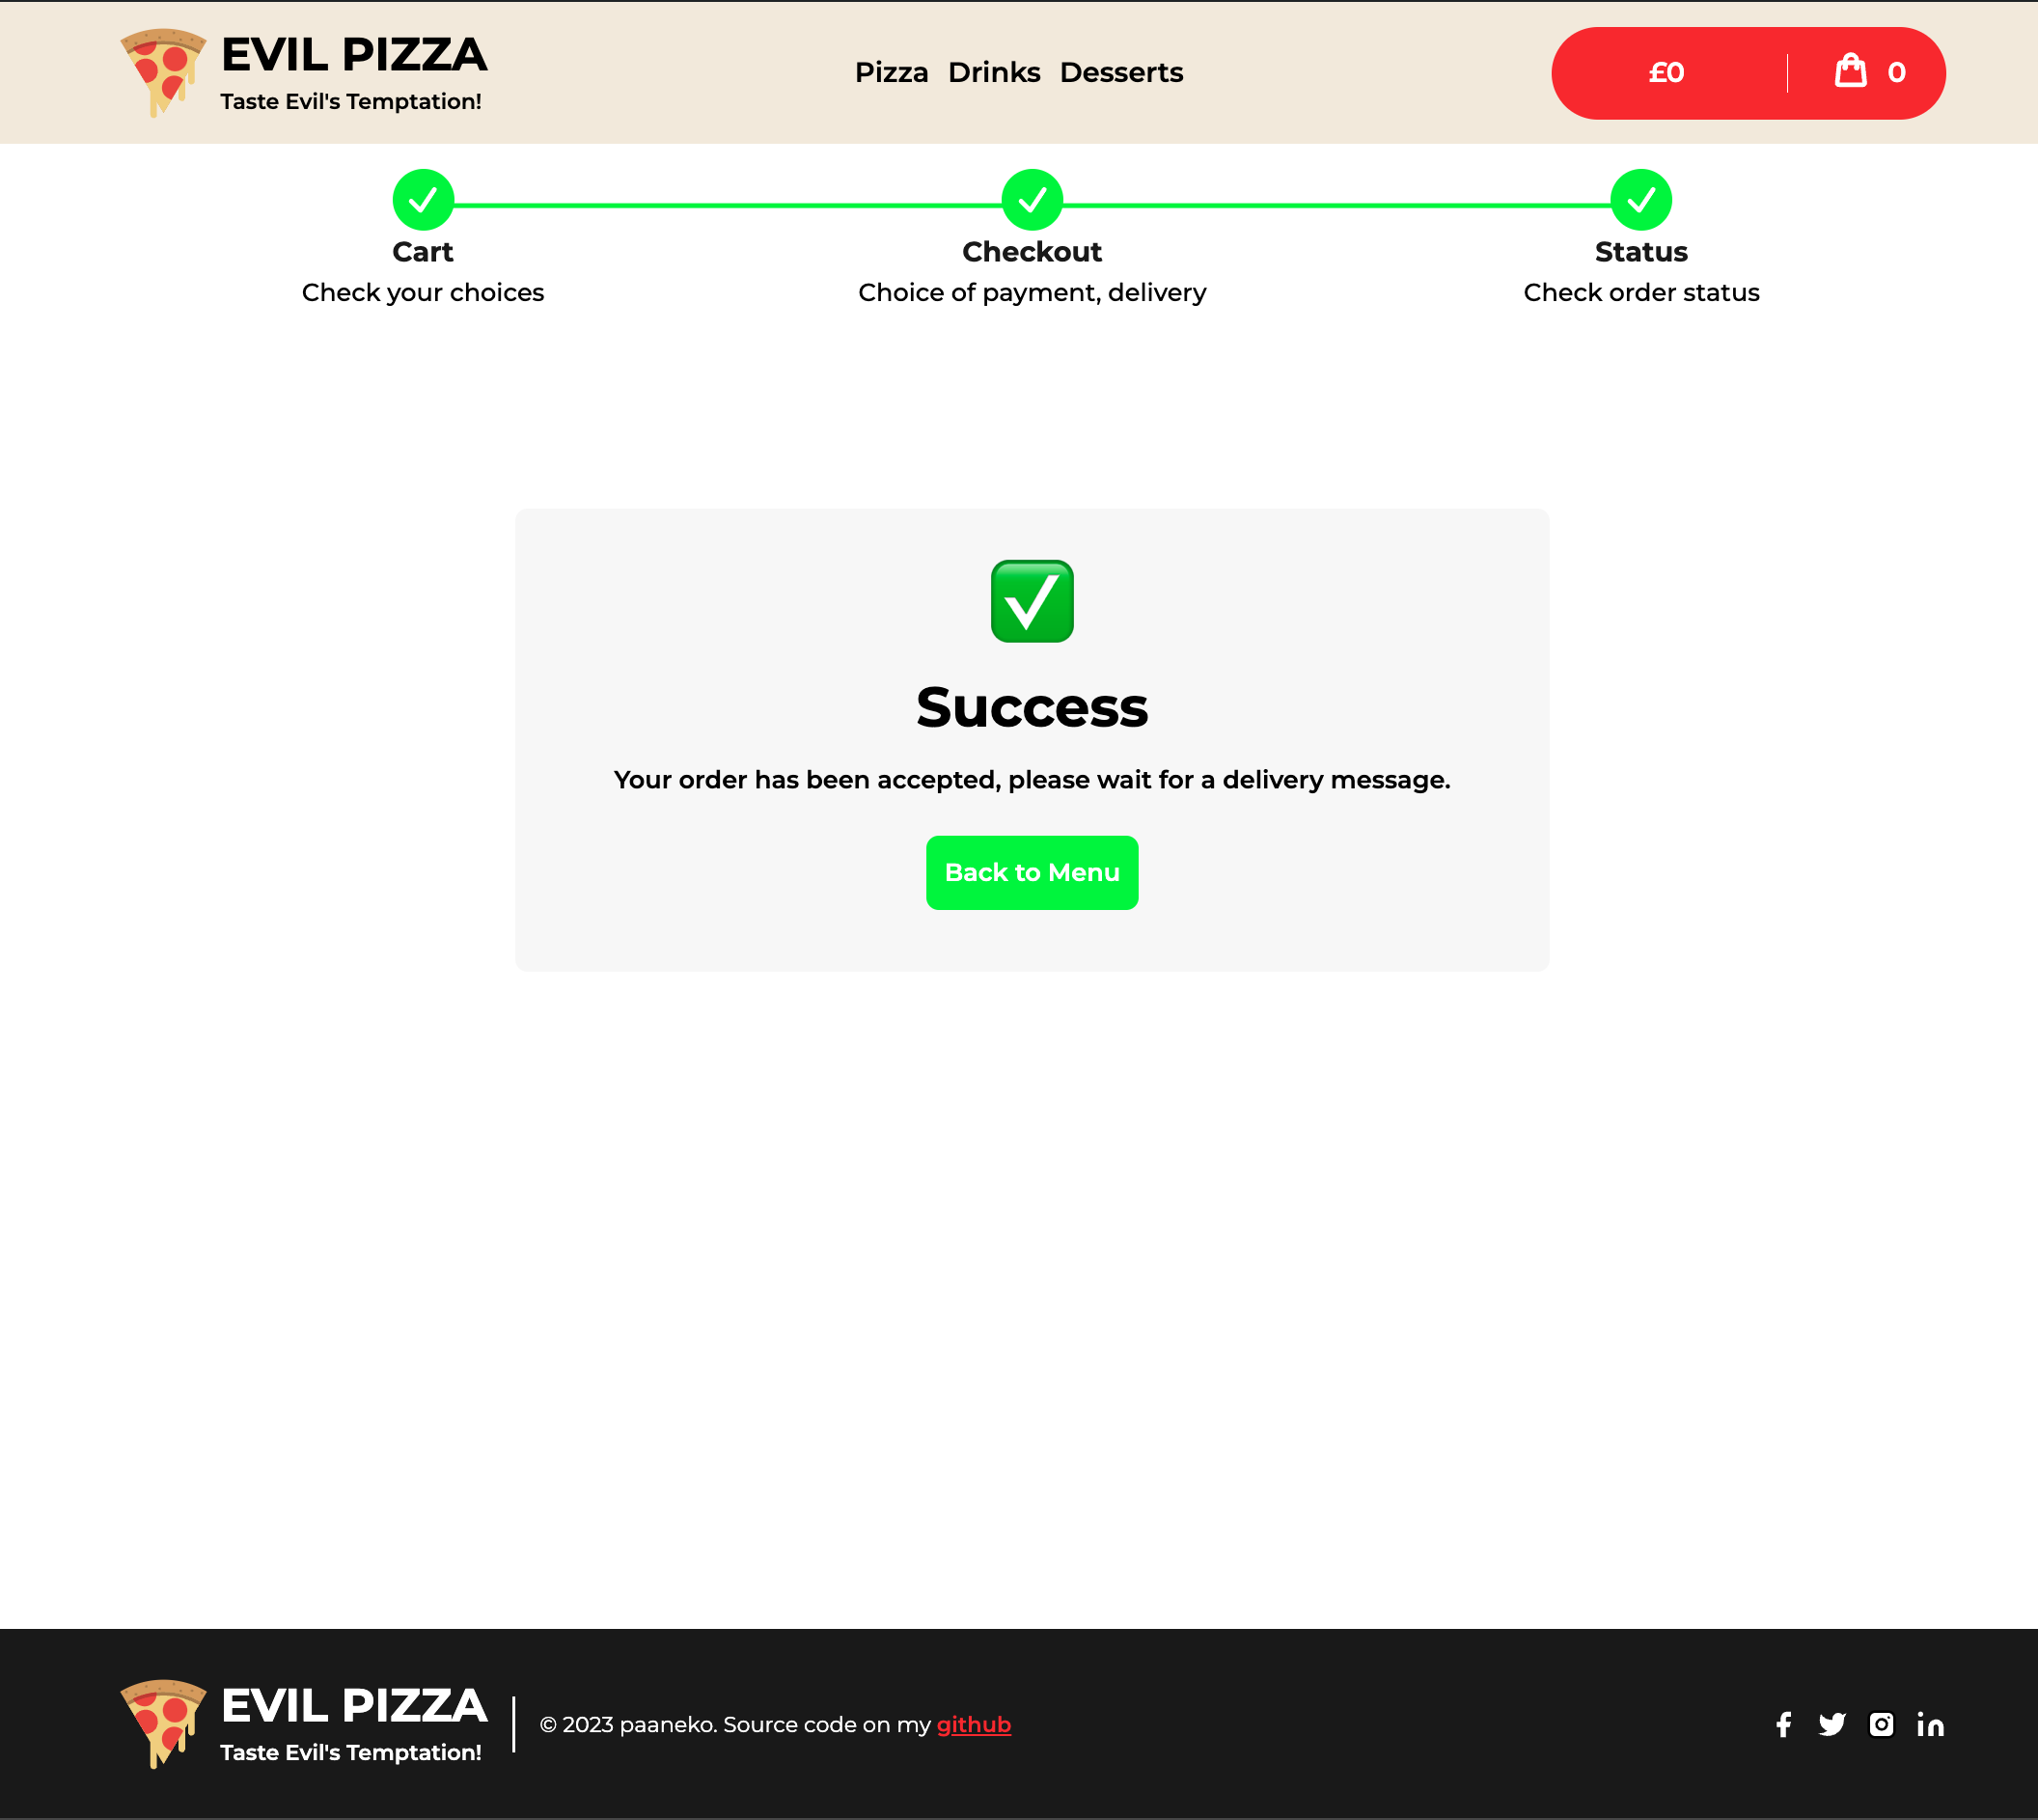 EVIL PIZZA
Taste Evil's Temptation!
Pizza Drinks Desserts
£0
0
Cart
Check your choices
Checkout
Choice of payment, delivery
Status
Check order status
Success
Your order has been accepted, please wait for a delivery message.
Back to Menu
EVIL PIZZA
Taste Evil's Temptation!
© 2023 paaneko. Source code on my github